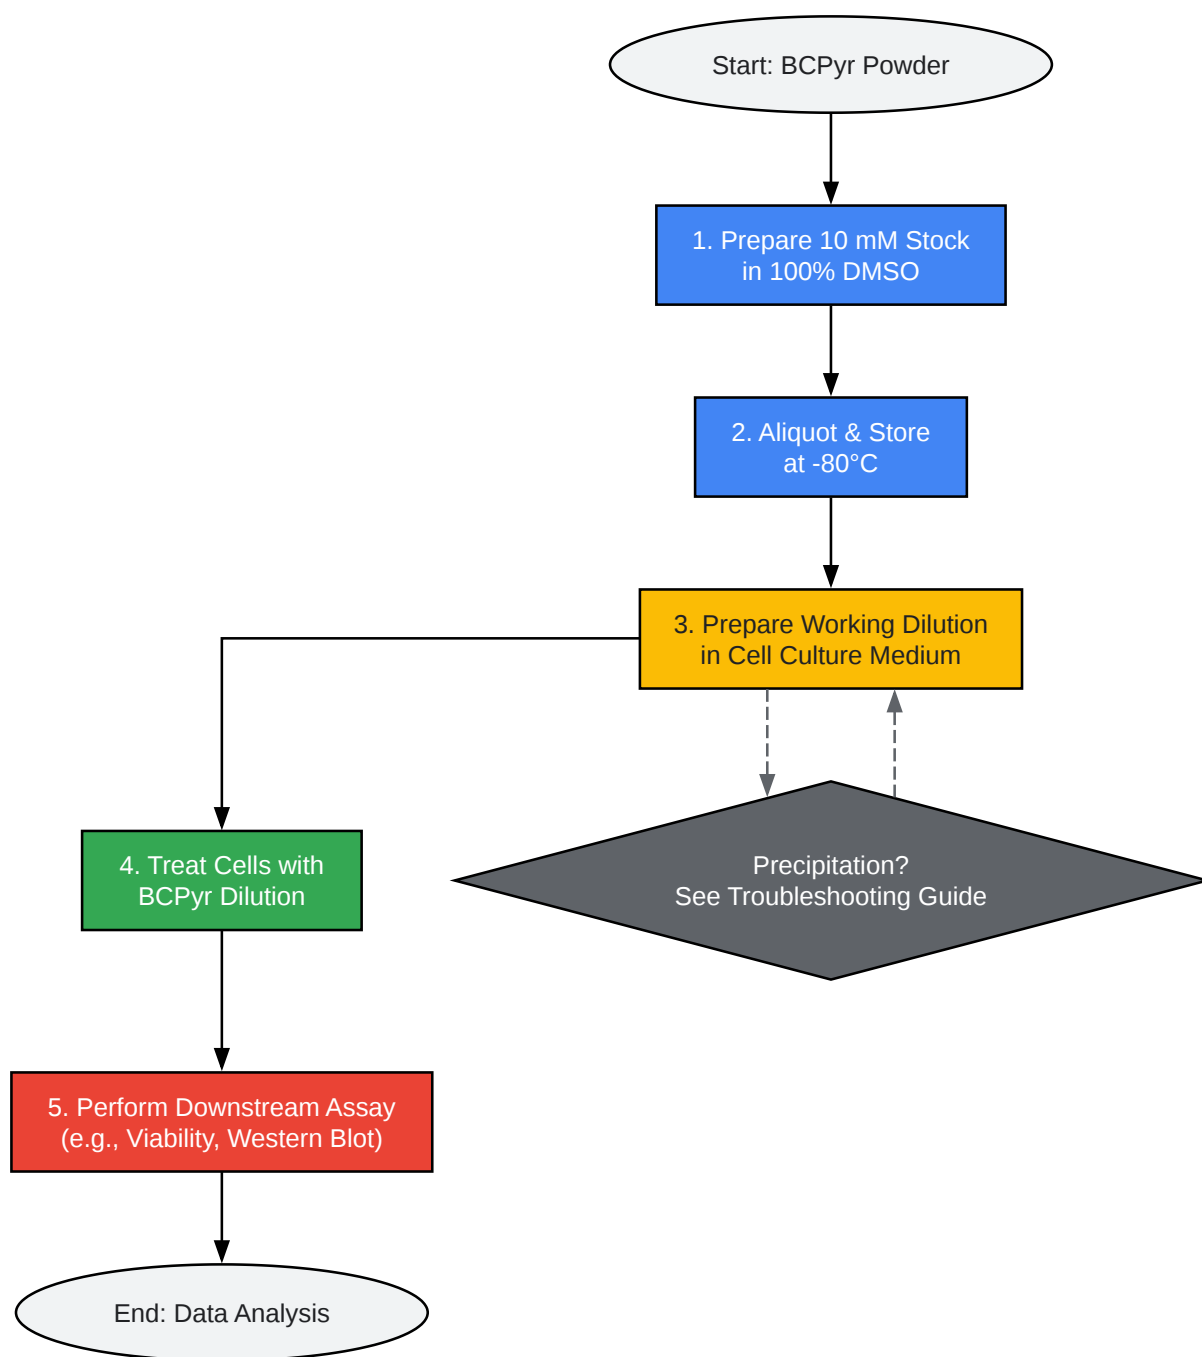 Start: BCPyr Powder
1. Prepare 10 mM Stock
in 100% DMSO
2. Aliquot & Store
at -80°C
3. Prepare Working Dilution
in Cell Culture Medium
4. Treat Cells with
BCPyr Dilution
Precipitation?
See Troubleshooting Guide
5. Perform Downstream Assay
(e.g., Viability, Western Blot)
End: Data Analysis